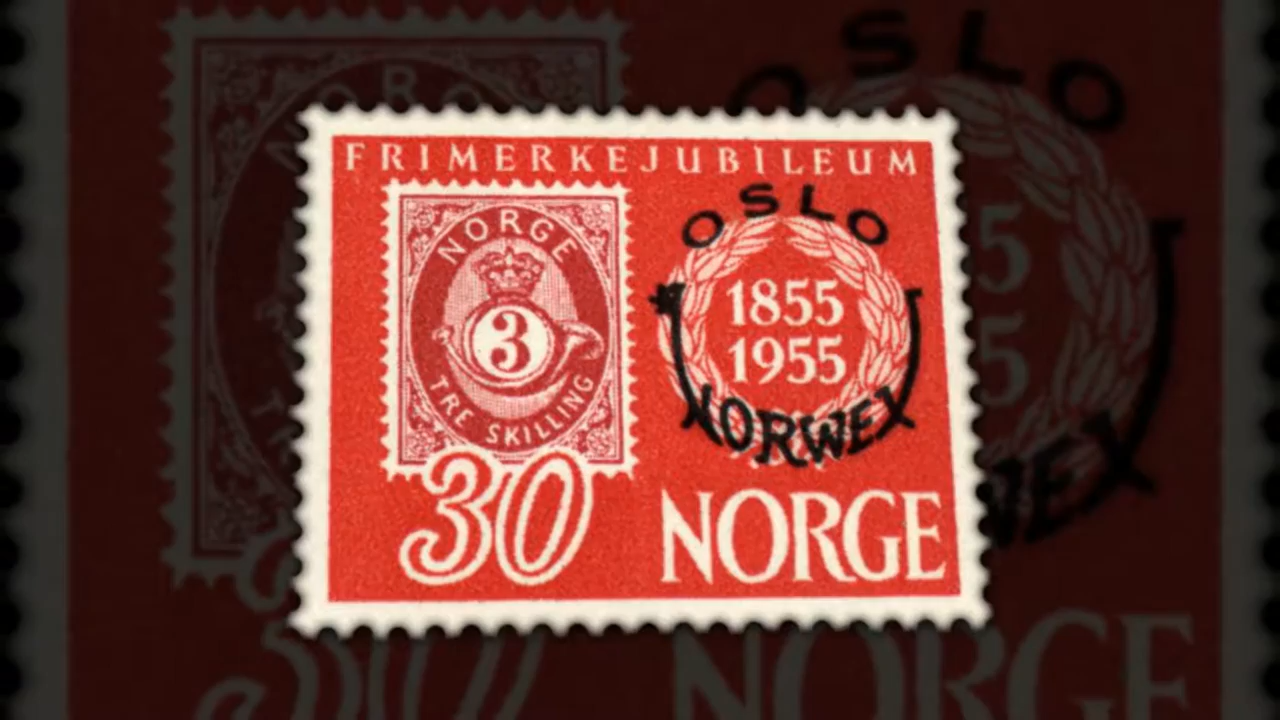 FRIMERKEJUBILEUM
NORGE
3
TRE SKILLING
OSLO
1855
1955
NORWEX
30
NORGE